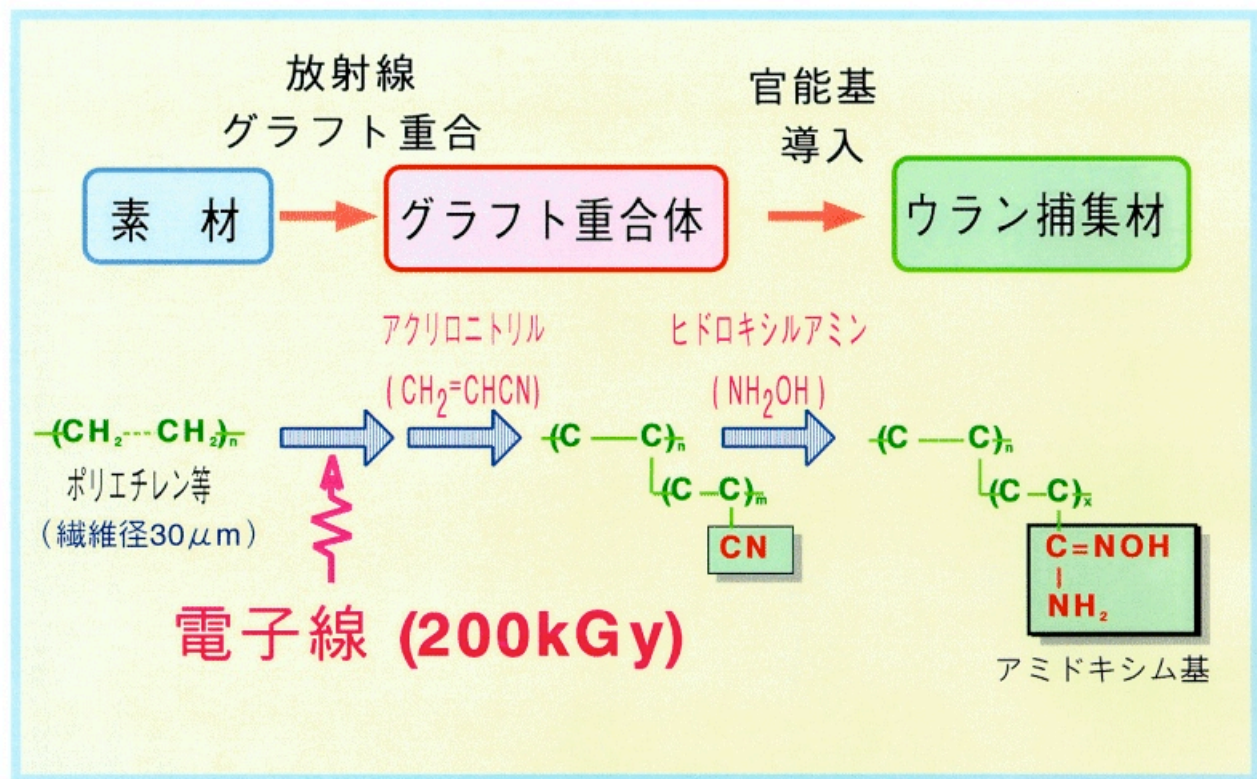 放射線
グラフト重合
官能基
導入
素 材
グラフト重合体
ウラン捕集材
アクリロニトリル
(CH₂=CHCN)
ヒドロキシルアミン
(NH₂OH)
-(CH₂---CH₂)n
ポリエチレン等
(繊維径30μm)
-(C — C)n
(C – C)m
CN
-(C — C)n
(C – C)x
C=NOH
NH₂
アミドキシム基
電子線 (200kGy)